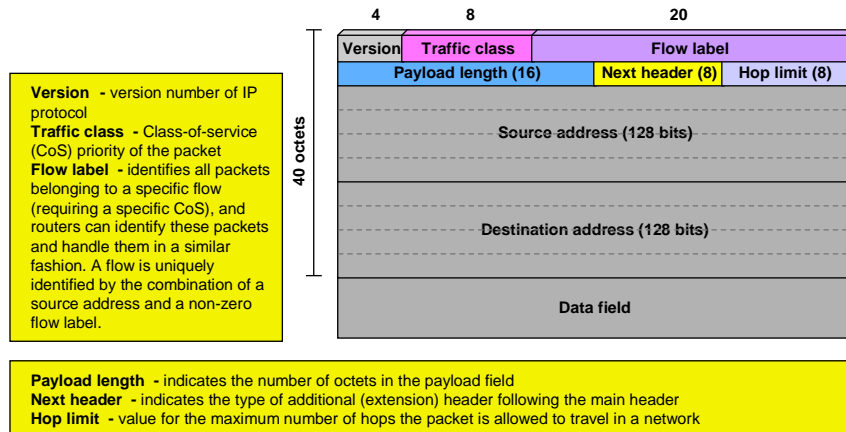 4 8 20
Version Traffic class Flow label
Payload length (16) Next header (8) Hop limit (8)
Source address (128 bits)
Destination address (128 bits)
Data field
40 octets
Version - version number of IP
protocol
Traffic class - Class-of-service
(CoS) priority of the packet
Flow label - identifies all packets
belonging to a specific flow
(requiring a specific CoS), and
routers can identify these packets
and handle them in a similar
fashion. A flow is uniquely
identified by the combination of a
source address and a non-zero
flow label.
Payload length - indicates the number of octets in the payload field
Next header - indicates the type of additional (extension) header following the main header
Hop limit - value for the maximum number of hops the packet is allowed to travel in a network